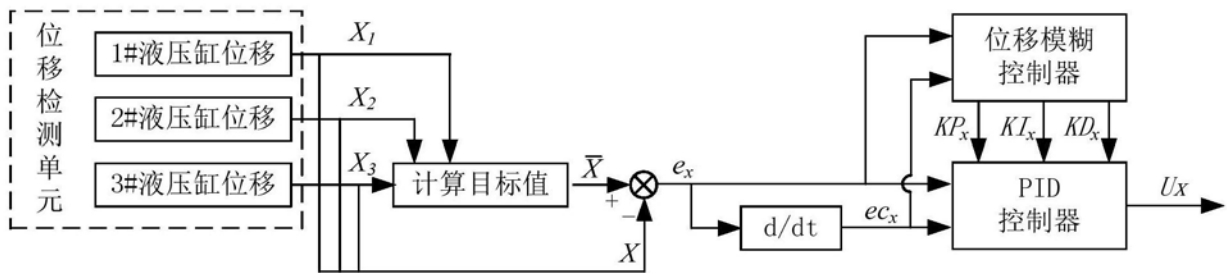 位移检测单元
1#液压缸位移
2#液压缸位移
3#液压缸位移
X₁
X₂
X₃
计算目标值
X̅
+
−
X
eₓ
d/dt
ecₓ
位移模糊
控制器
KPₓ
KIₓ
KDₓ
PID
控制器
Ux